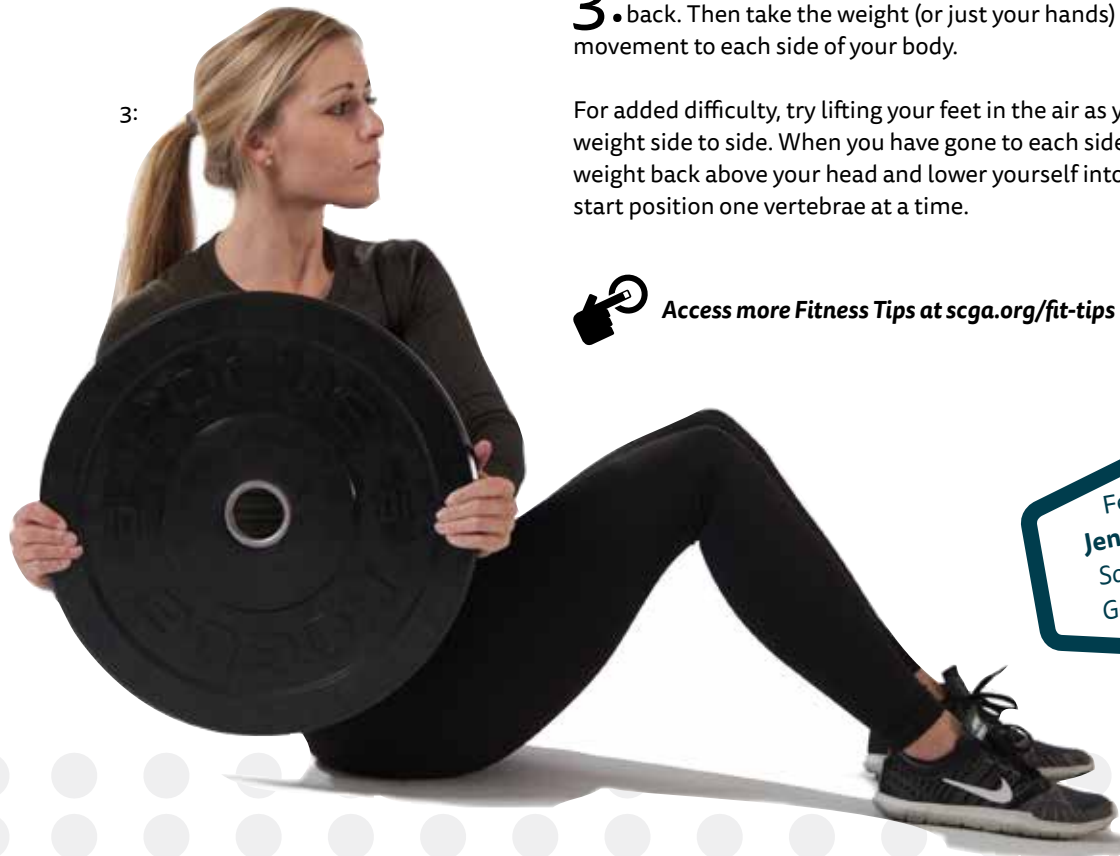 3. back. Then take the weight (or just your hands)
movement to each side of your body.
3:
For added difficulty, try lifting your feet in the air as y
weight side to side. When you have gone to each side
weight back above your head and lower yourself into
start position one vertebrae at a time.
Access more Fitness Tips at scga.org/fit-tips
Jen
G